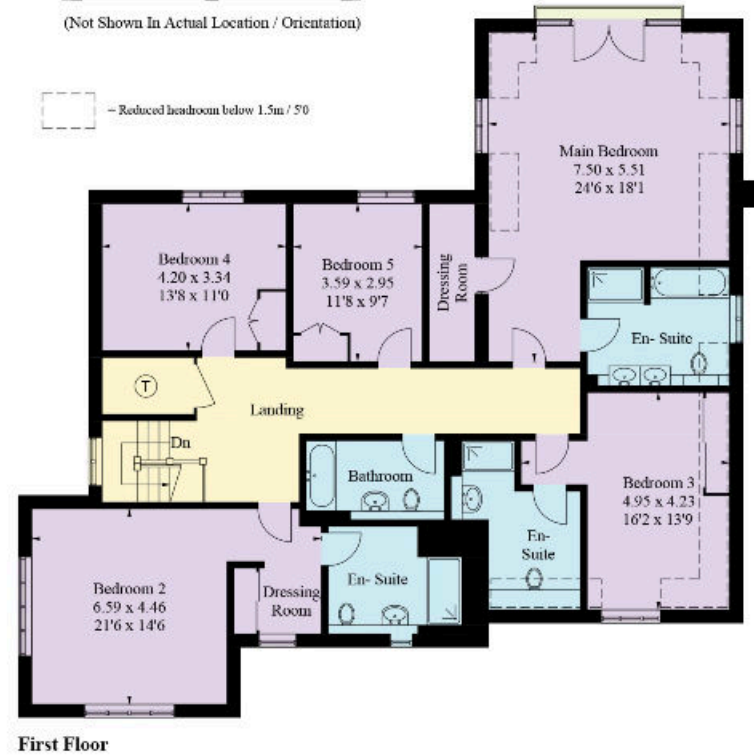 (Not Shown In Actual Location / Orientation)
= Reduced headroom below 1.5m / 5'0
Main Bedroom
7.50 x 5.51
24'6 x 18'1
Bedroom 4
4.20 x 3.34
13'8 x 11'0
Bedroom 5
3.59 x 2.95
11'8 x 9'7
Dressing
Room
En- Suite
T
Landing
Dn
Bathroom
Bedroom 3
4.95 x 4.23
16'2 x 13'9
En-
Suite
Bedroom 2
6.59 x 4.46
21'6 x 14'6
Dressing
Room
En- Suite
First Floor